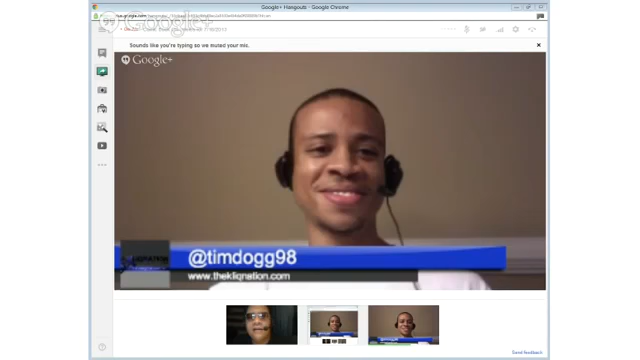 Google+ Hangouts - Google Chrome
Sounds like you're typing so we muted your mic.
Google+
@timdogg98
www.thekliqnation.com
Send feedback